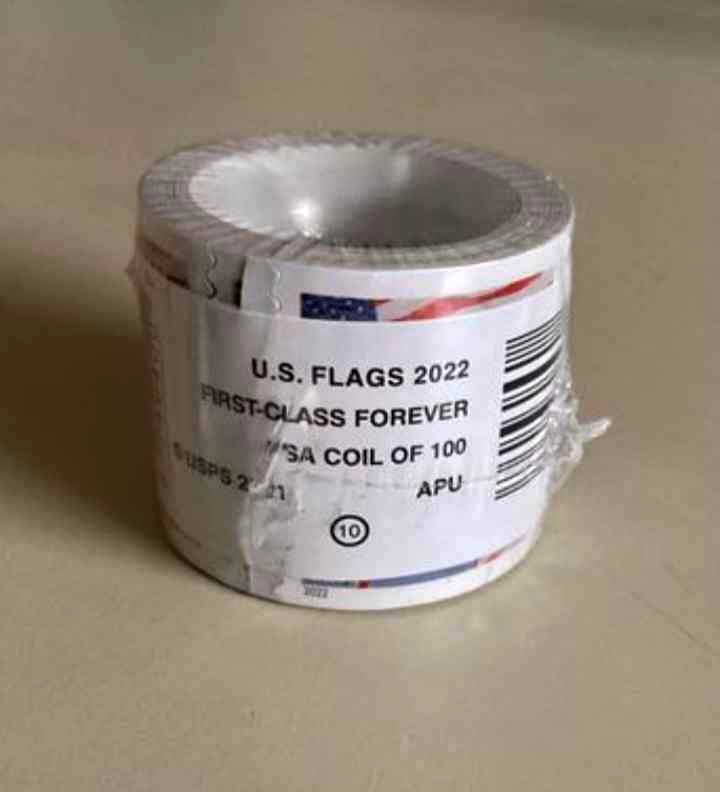 U.S. FLAGS 2022
FIRST-CLASS FOREVER
COIL OF 100
USPS
APU
10
2022